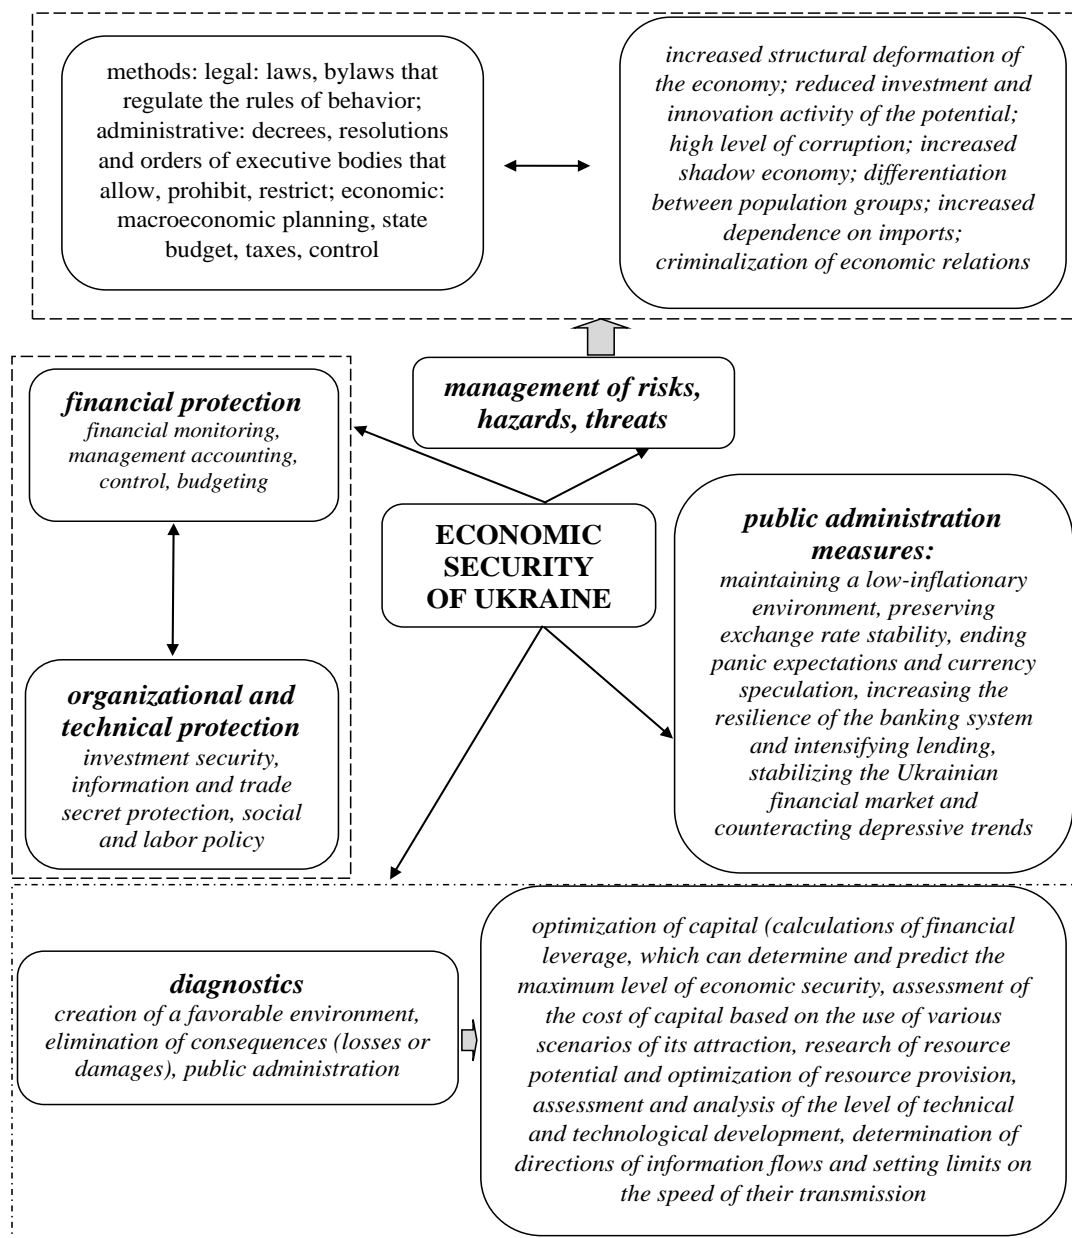 methods: legal: laws, bylaws that
regulate the rules of behavior;
administrative: decrees, resolutions
and orders of executive bodies that
allow, prohibit, restrict; economic:
macroeconomic planning, state
budget, taxes, control
increased structural deformation of
the economy; reduced investment and
innovation activity of the potential;
high level of corruption; increased
shadow economy; differentiation
between population groups; increased
dependence on imports;
criminalization of economic relations
management of risks,
hazards, threats
financial protection
financial monitoring,
management accounting,
control, budgeting
ECONOMIC
SECURITY
OF UKRAINE
public administration
measures:
maintaining a low-inflationary
environment, preserving
exchange rate stability, ending
panic expectations and currency
speculation, increasing the
resilience of the banking system
and intensifying lending,
stabilizing the Ukrainian
financial market and
counteracting depressive trends
organizational and
technical protection
investment security,
information and trade
secret protection, social
and labor policy
diagnostics
creation of a favorable environment,
elimination of consequences (losses or
damages), public administration
optimization of capital (calculations of financial
leverage, which can determine and predict the
maximum level of economic security, assessment of
the cost of capital based on the use of various
scenarios of its attraction, research of resource
potential and optimization of resource provision,
assessment and analysis of the level of technical
and technological development, determination of
directions of information flows and setting limits on
the speed of their transmission